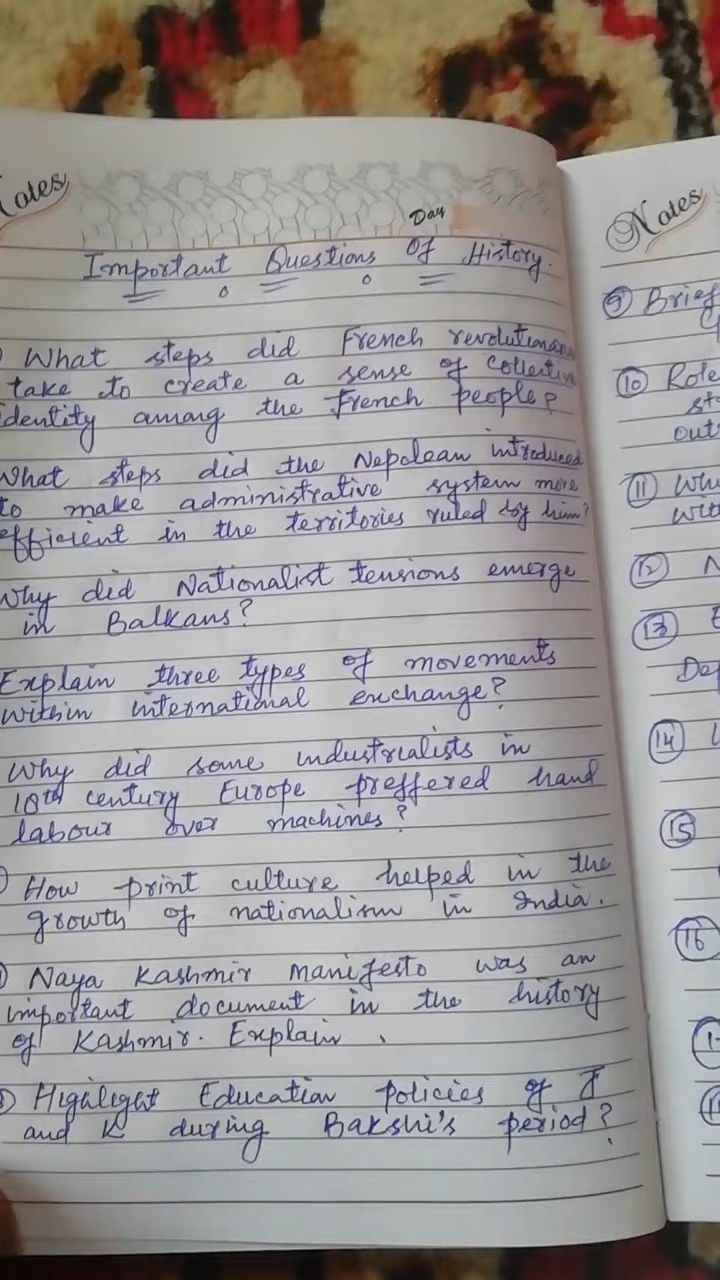 Notes
Day
Important Questions Of History.
What steps did French revolutionaries
take to create a sense of collective
identity among the French people?
What steps did the Nepolean introduced
to make administrative system more
efficient in the territories ruled by him?
Why did Nationalist tensions emerge
in Balkans?
Explain three types of movements
within international exchange?
Why did some industrialists in
18th century Europe preffered hand
labour over machines?
How print culture helped in the
growth of nationalism in India.
Naya Kashmir manifesto was an
important document in the history
of Kashmir. Explain.
Higaligat Education policies of J
and K during Bakshi's period?
Notes
9 Brief
10 Role
out
11
12
13
14
15
16